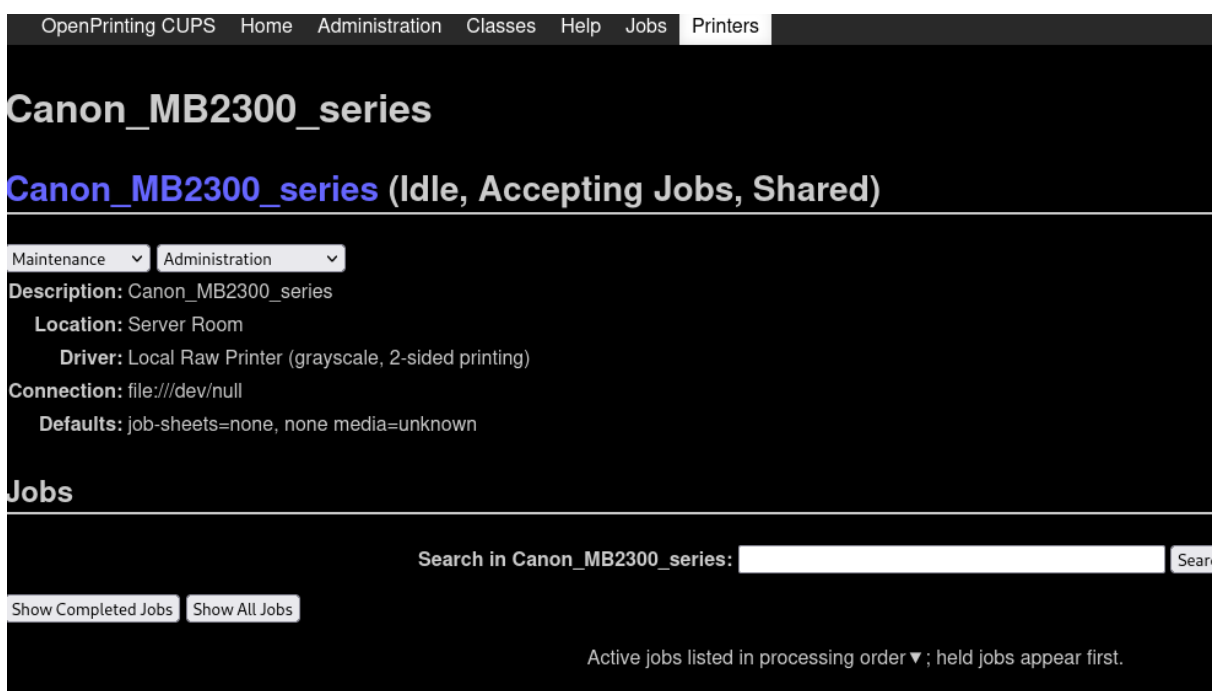 OpenPrinting CUPS Home Administration Classes Help Jobs Printers
Canon_MB2300_series
Canon_MB2300_series (Idle, Accepting Jobs, Shared)
Maintenance Administration
Description: Canon_MB2300_series
Location: Server Room
Driver: Local Raw Printer (grayscale, 2-sided printing)
Connection: file:///dev/null
Defaults: job-sheets=none, none media=unknown
Jobs
Search in Canon_MB2300_series:
Show Completed Jobs Show All Jobs
Active jobs listed in processing order▼; held jobs appear first.